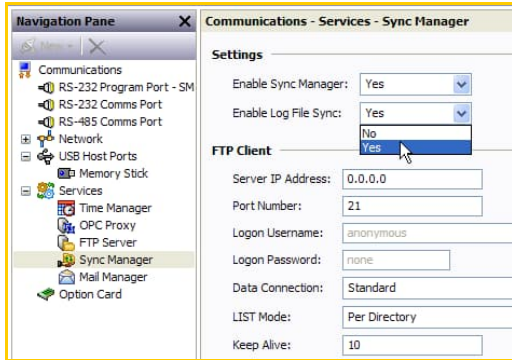 Navigation Pane X
New
Communications
RS-232 Program Port - SM
RS-232 Comms Port
RS-485 Comms Port
Network
USB Host Ports
Memory Stick
Services
Time Manager
OPC Proxy
FTP Server
Sync Manager
Mail Manager
Option Card
Communications - Services - Sync Manager
Settings
Enable Sync Manager: Yes
Enable Log File Sync: Yes
No
Yes
FTP Client
Server IP Address: 0.0.0.0
Port Number: 21
Logon Username: anonymous
Logon Password: none
Data Connection: Standard
LIST Mode: Per Directory
Keep Alive: 10